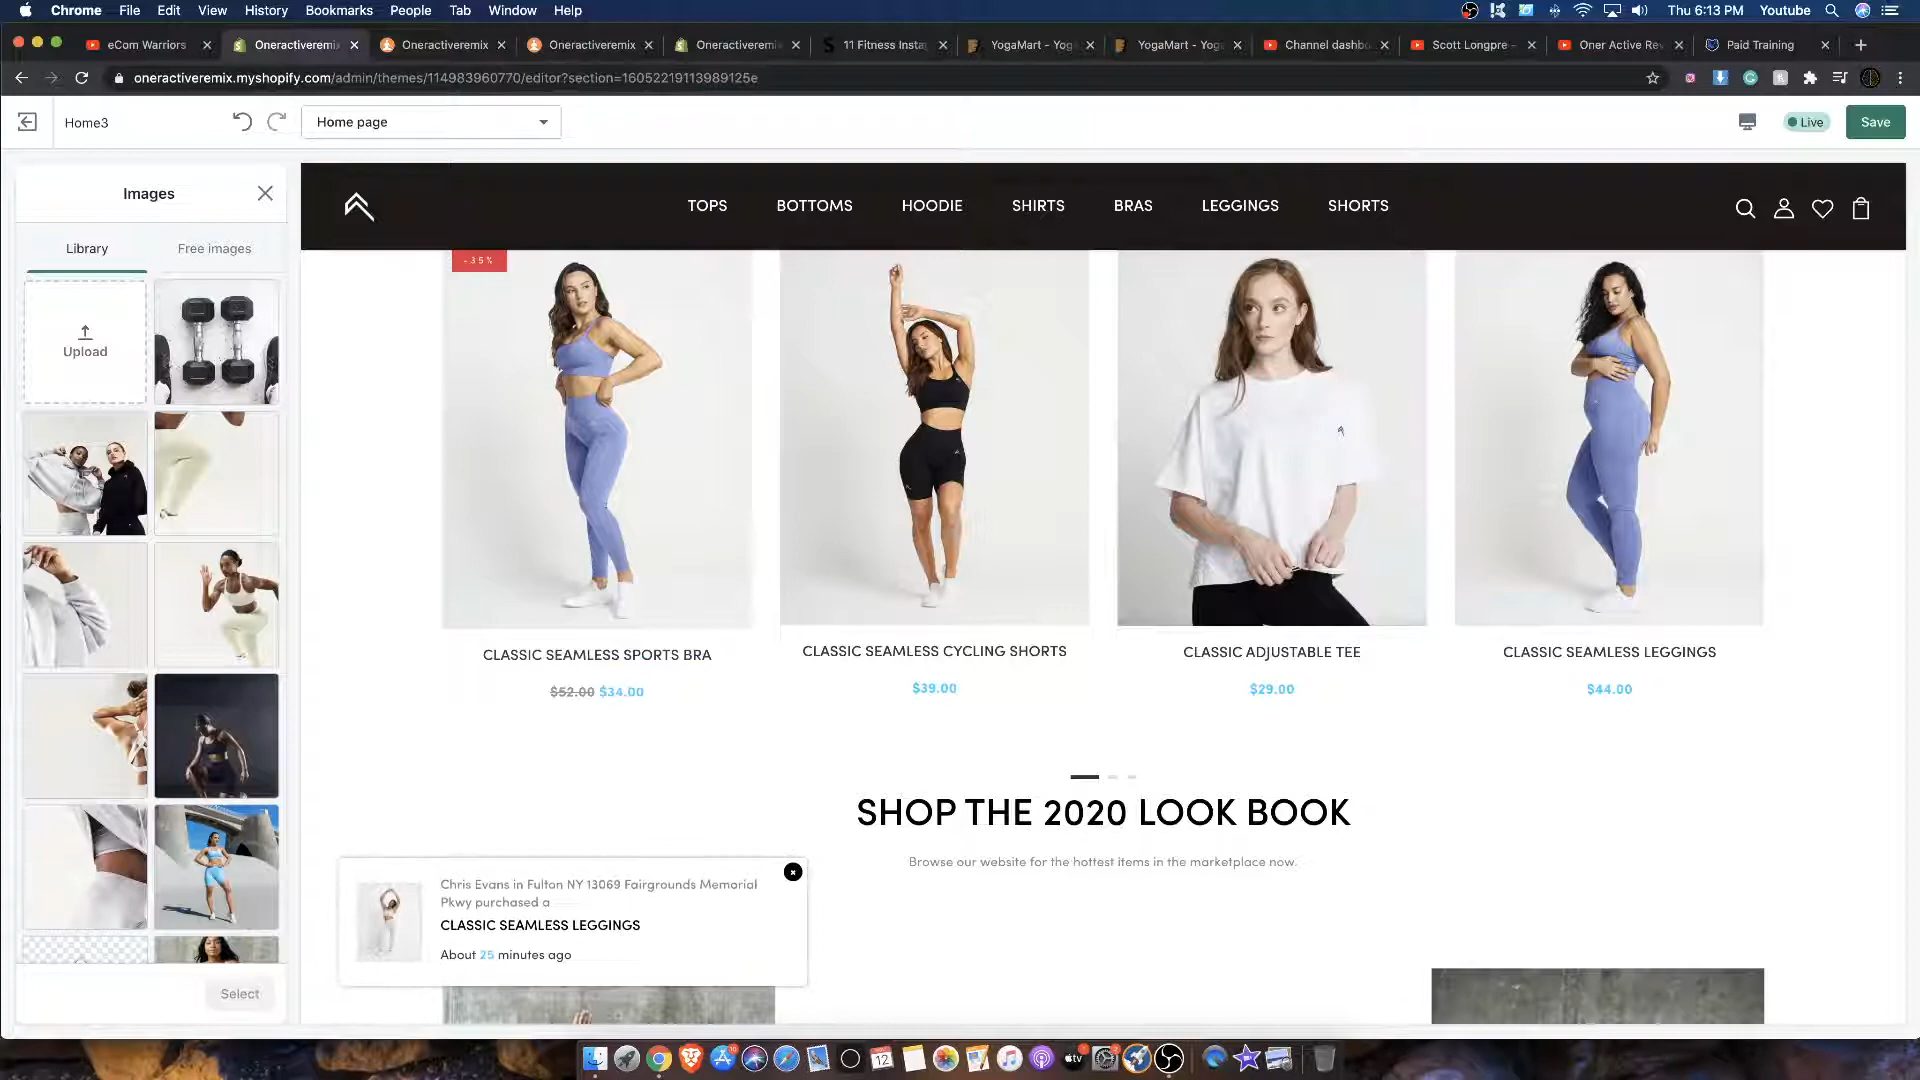 Chrome File Edit View History Bookmarks People Tab Window Help Thu 6:13 PM Youtube
eCom Warriors Oneractiveremi Oneractiveremix Oneractiveremix Oneractiveremi 11 Fitness Insta YogaMart - Yog YogaMart - Yog Channel dashbo Scott Longpre - Oner Active Rev Paid Training
oneractiveremix.myshopify.com/admin/themes/114983960770/editor?section=16052219113989125e
Home3 Home page Live Save
Images
Library Free images
Upload
Select
TOPS BOTTOMS HOODIE SHIRTS BRAS LEGGINGS SHORTS
-35%
CLASSIC SEAMLESS SPORTS BRA
$52.00 $34.00
CLASSIC SEAMLESS CYCLING SHORTS
$39.00
CLASSIC ADJUSTABLE TEE
$29.00
CLASSIC SEAMLESS LEGGINGS
$44.00
SHOP THE 2020 LOOK BOOK
Browse our website for the hottest items in the marketplace now.
Chris Evans in Fulton NY 13069 Fairgrounds Memorial
Pkwy purchased a
CLASSIC SEAMLESS LEGGINGS
About 25 minutes ago
12
tv